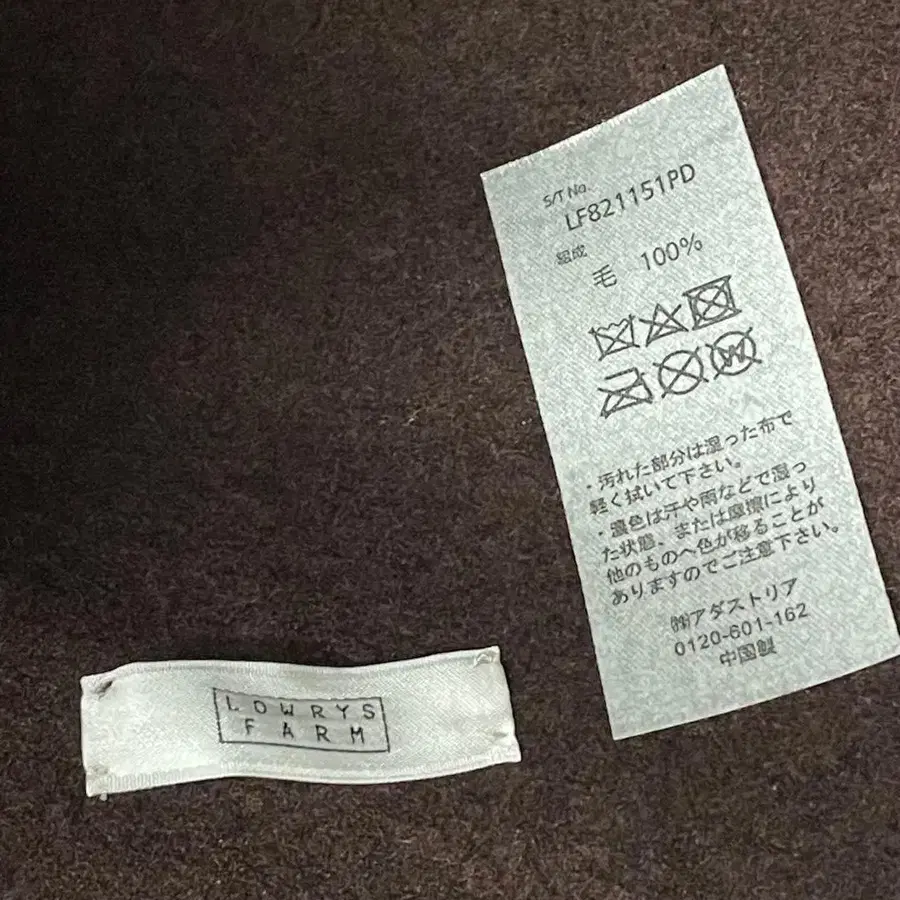 S/T No.
LF821151PD
組成
毛 100%
W
・汚れた部分は湿った布で
軽く拭いて下さい。
・濃色は汗や雨などで湿っ
た状態、または摩擦により
他のものへ色が移ることが
ありますのでご注意下さい。
㈱アダストリア
0120-601-162
中国製
LOWRYS
FARM